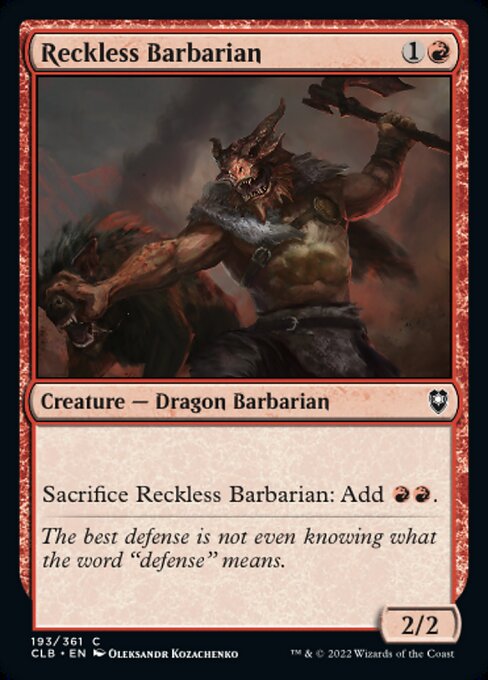 Reckless Barbarian 1
Creature — Dragon Barbarian
Sacrifice Reckless Barbarian: Add .
The best defense is not even knowing what
the word “defense” means.
2/2
193/361 C
CLB • EN Oleksandr Kozachenko
™ & © 2022 Wizards of the Coast